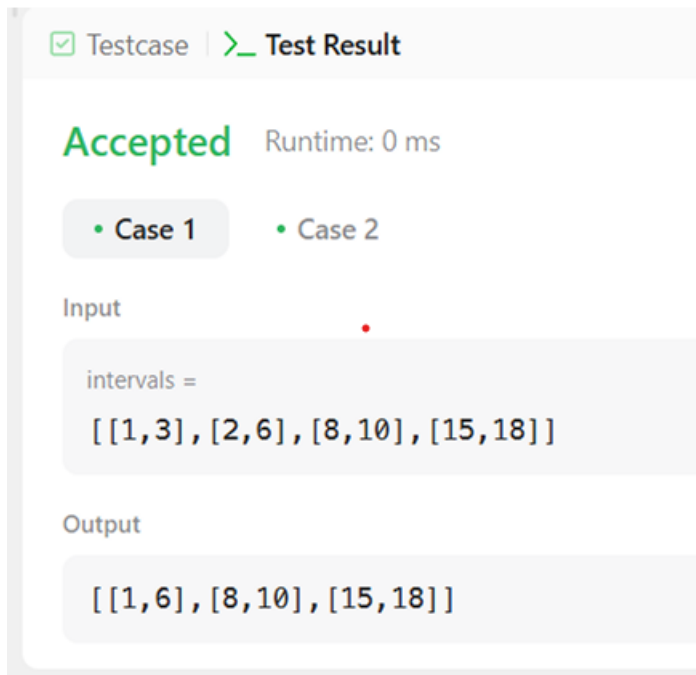 Testcase >_ Test Result
Accepted Runtime: 0 ms
• Case 1 • Case 2
Input
intervals =
[[1,3],[2,6],[8,10],[15,18]]
Output
[[1,6],[8,10],[15,18]]